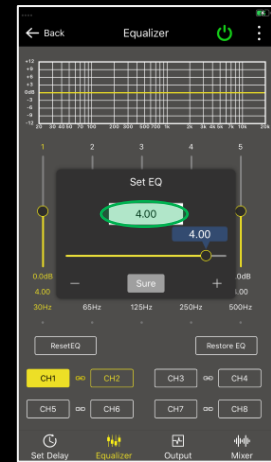 Back Equalizer
+12
+9
+6
+3
0dB
-3
-6
-9
-12
20 30 40 50 70 100 200 300 500 700 1k 2k 3k 4k 5k 7k 10k 20k
1 2 3 4 5
Set EQ
4.00
4.00
- Sure +
0.0dB .0dB
4.00 4.00
30Hz 65Hz 125Hz 250Hz 500Hz
ResetEQ Restore EQ
CH1 CH2 CH3 CH4
CH5 CH6 CH7 CH8
Set Delay Equalizer Output Mixer